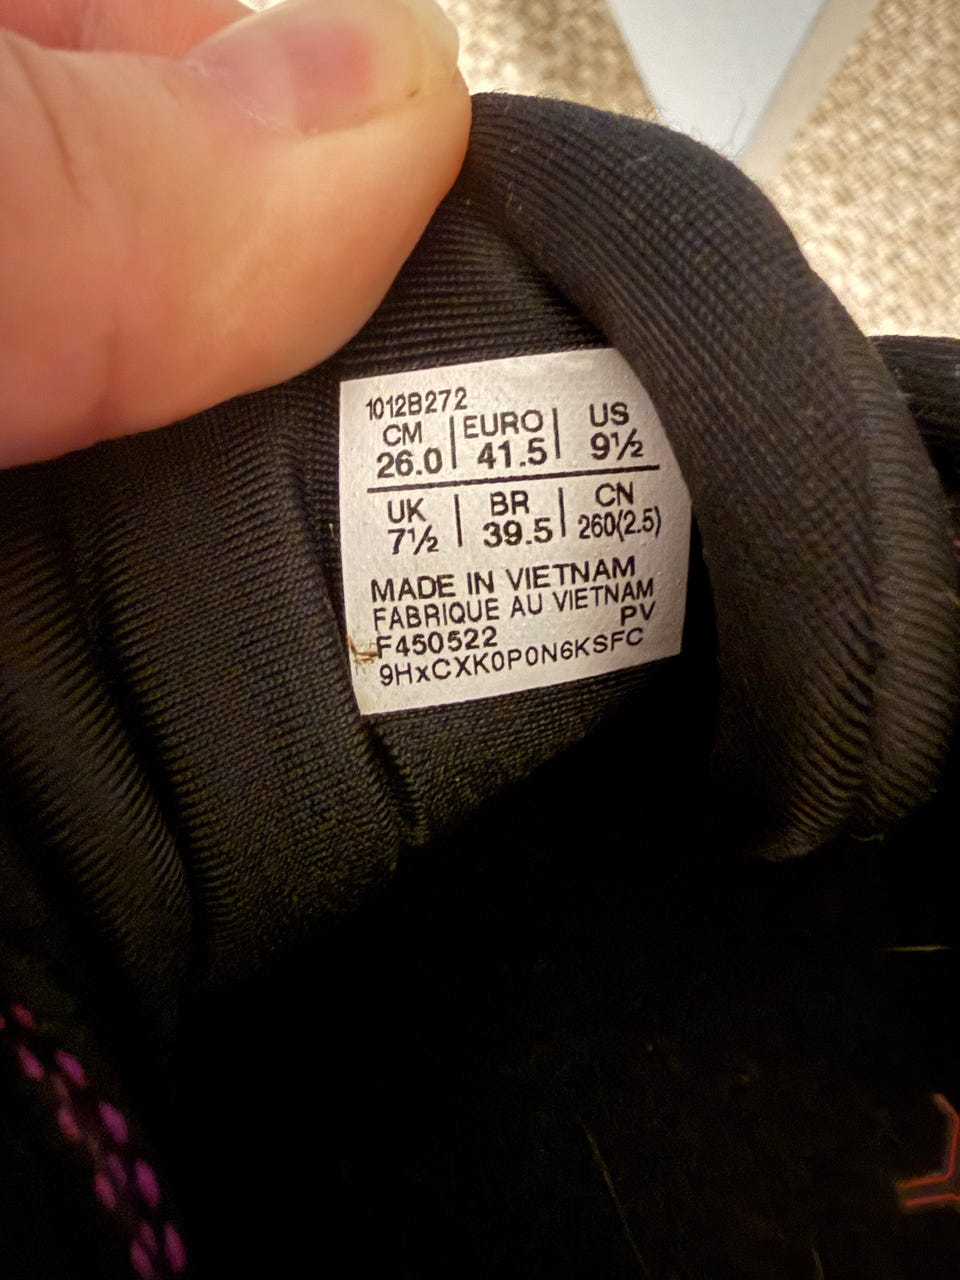 1012B272
CM | EURO | US
26.0 | 41.5 | 9½
UK | BR | CN
7½ | 39.5 | 260(2.5)
MADE IN VIETNAM
FABRIQUE AU VIETNAM
PV
F450522
9HxCXK0P0N6KSFC